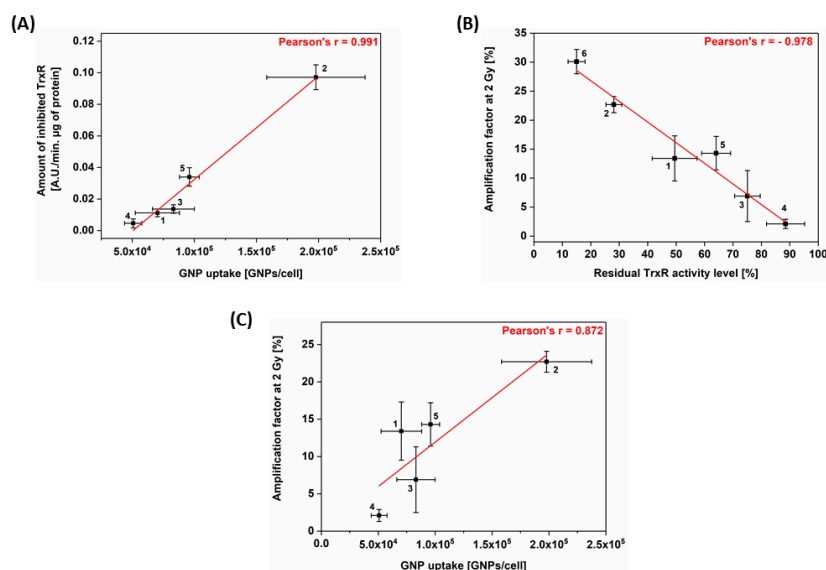 (A)
Pearson's r = 0.991
Amount of inhibited TrxR
[A.U./min. µg of protein]
0.12
0.10
0.08
0.06
0.04
0.02
0.00
2
5
3
4
1
5.0x10⁴
1.0x10⁵
1.5x10⁵
2.0x10⁵
2.5x10⁵
GNP uptake [GNPs/cell]
(B)
Pearson's r = - 0.978
Amplification factor at 2 Gy [%]
35
30
25
20
15
10
5
0
6
2
1
5
3
4
0
10
20
30
40
50
60
70
80
90
100
Residual TrxR activity level [%]
(C)
Pearson's r = 0.872
Amplification factor at 2 Gy [%]
25
20
15
10
5
0
2
1
5
3
4
0.0
5.0x10⁴
1.0x10⁵
1.5x10⁵
2.0x10⁵
2.5x10⁵
GNP uptake [GNPs/cell]